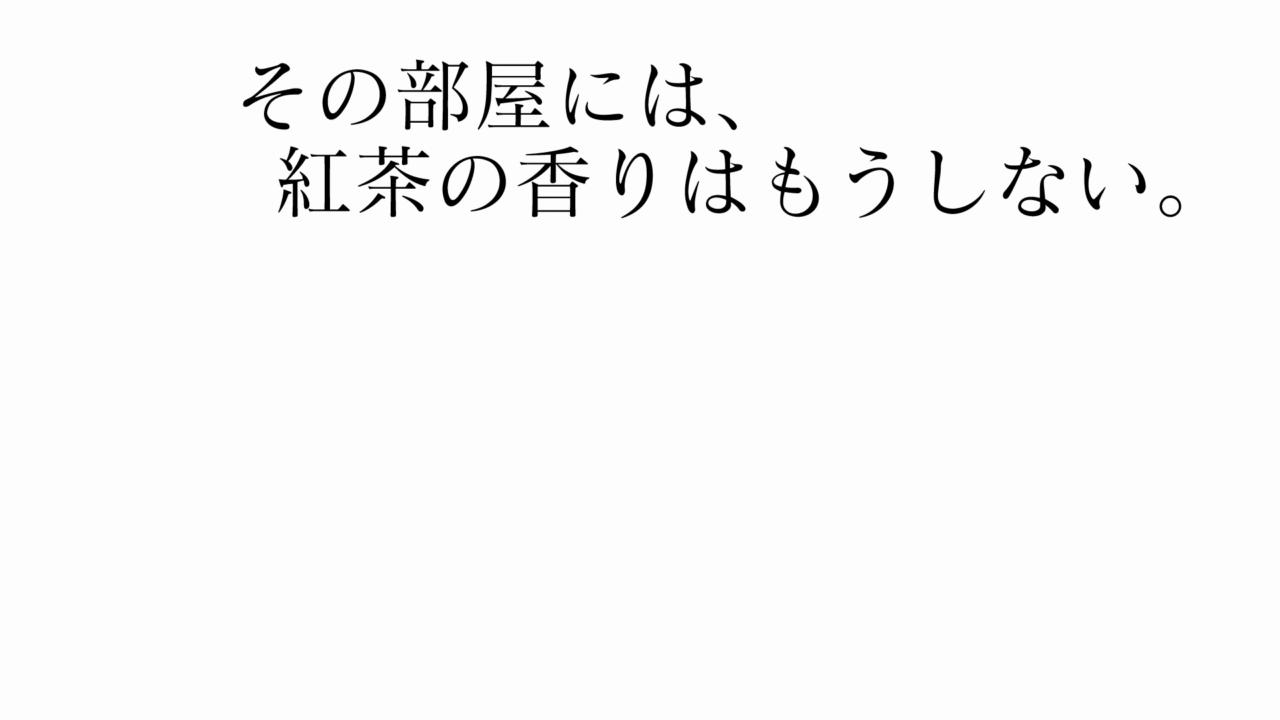 その部屋には、
紅茶の香りはもうしない。